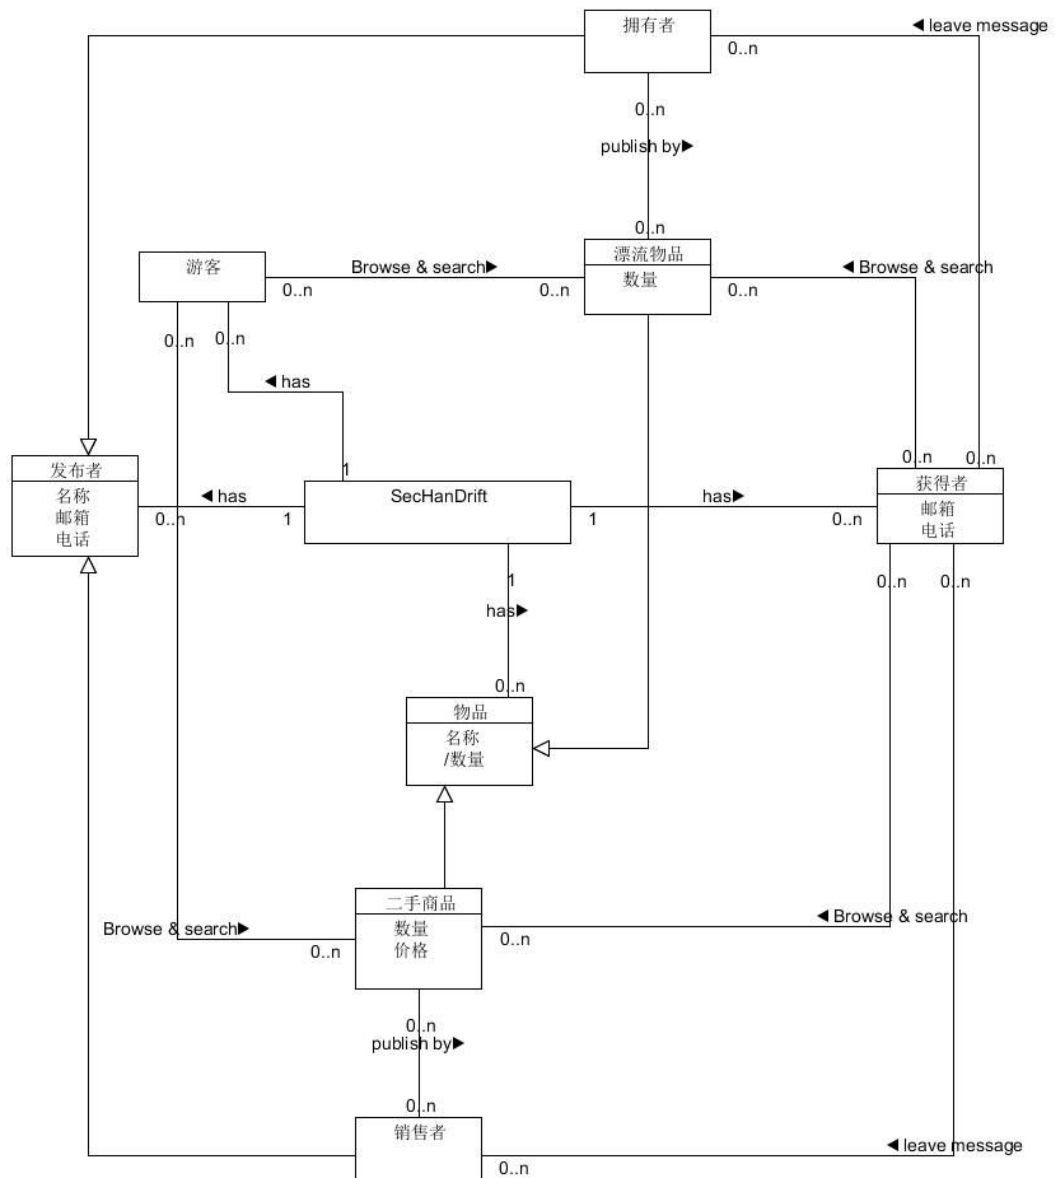 拥有者
◀ leave message
0..n
0..n
publish by▶
0..n
漂流物品
数量
游客
Browse & search▶
◀ Browse & search
0..n
0..n
0..n
0..n
0..n
◀ has
1
发布者
名称
邮箱
电话
◀ has
0..n
1
SecHanDrift
has▶
1
0..n
0..n
0..n
获得者
邮箱
电话
1
has▶
0..n
0..n
0..n
物品
名称
/数量
二手商品
数量
价格
Browse & search▶
0..n
◀ Browse & search
0..n
0..n
publish by▶
0..n
销售者
◀ leave message
0..n